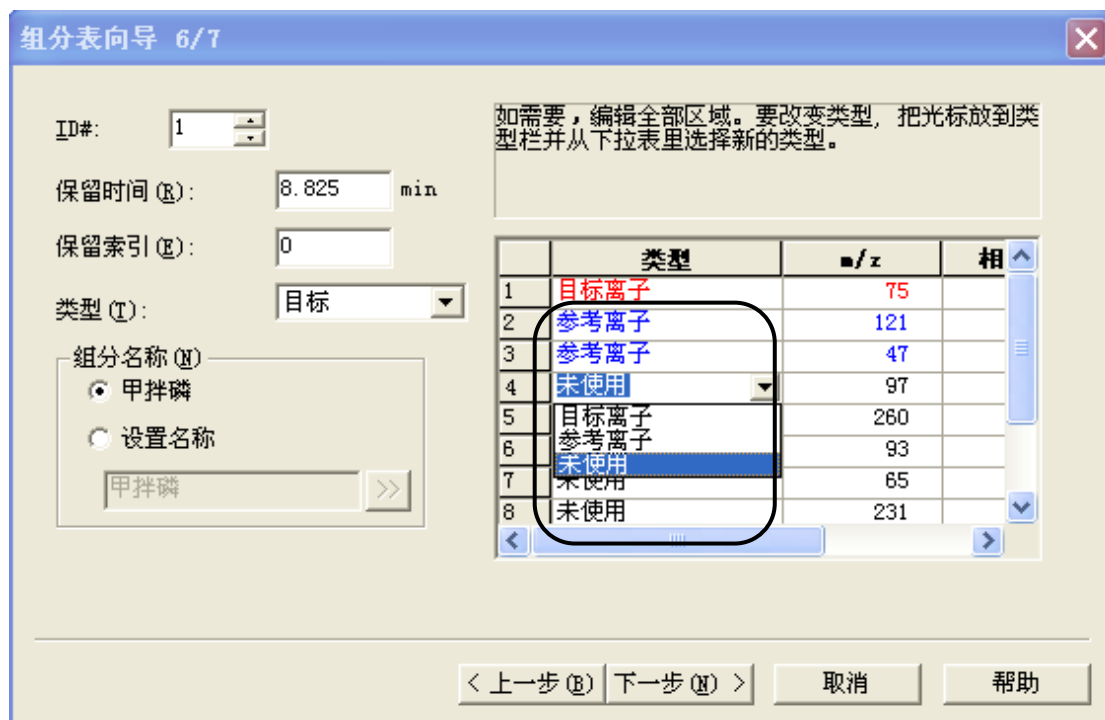 组分表向导 6/7
ID#: 1
保留时间(R): 8.825 min
保留索引(E): 0
类型(T): 目标
组分名称(N)
甲拌磷
设置名称
甲拌磷 >>
如需要,编辑全部区域。要改变类型, 把光标放到类
型栏并从下拉表里选择新的类型。
类型 m/z 相
1 目标离子 75
2 参考离子 121
3 参考离子 47
4 未使用 97
5 目标离子 260
6 参考离子 93
未使用
7 未使用 65
8 未使用 231
< 上一步(B) 下一步(N) > 取消 帮助